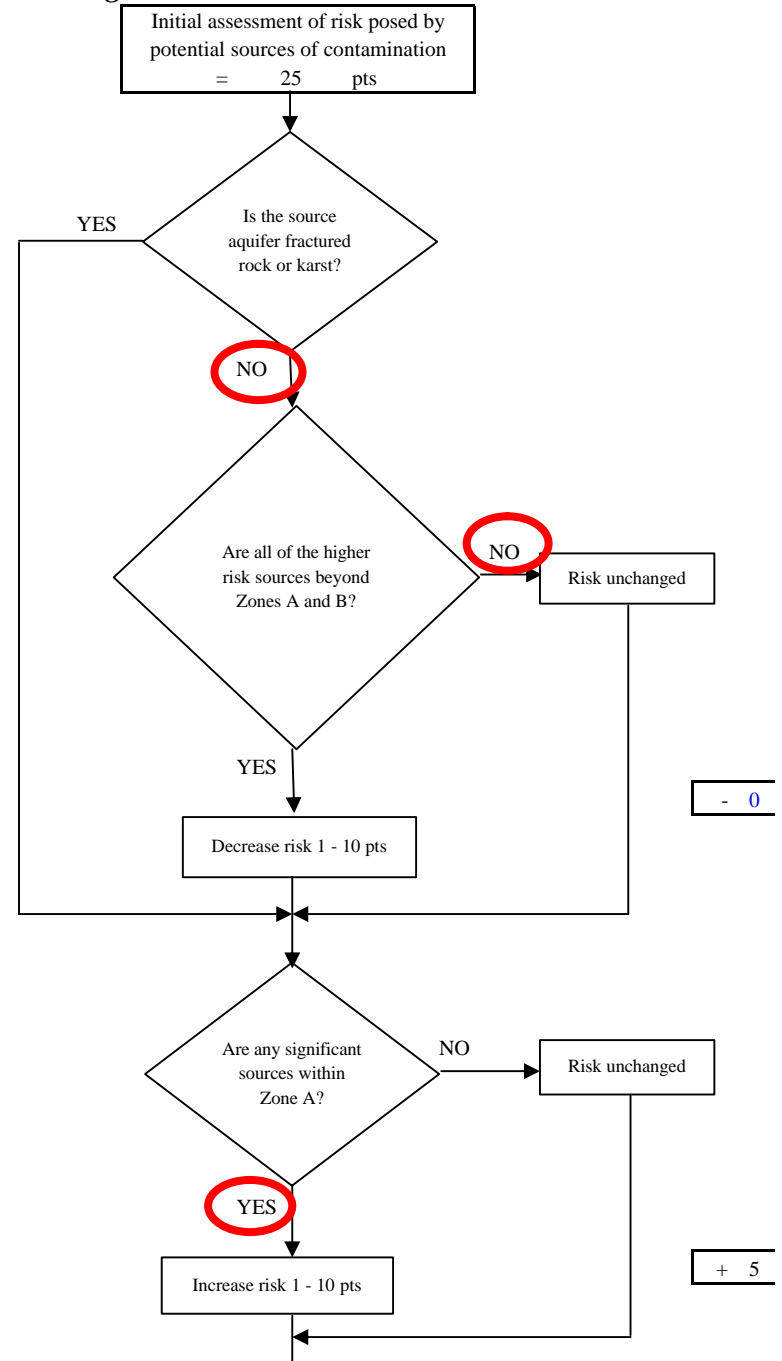 Initial assessment of risk posed by
potential sources of contamination
= 25 pts
Is the source
aquifer fractured
rock or karst?
YES
NO
Are all of the higher
risk sources beyond
Zones A and B?
NO
Risk unchanged
YES
- 0
Decrease risk 1 - 10 pts
Are any significant
sources within
Zone A?
NO
Risk unchanged
YES
+ 5
Increase risk 1 - 10 pts